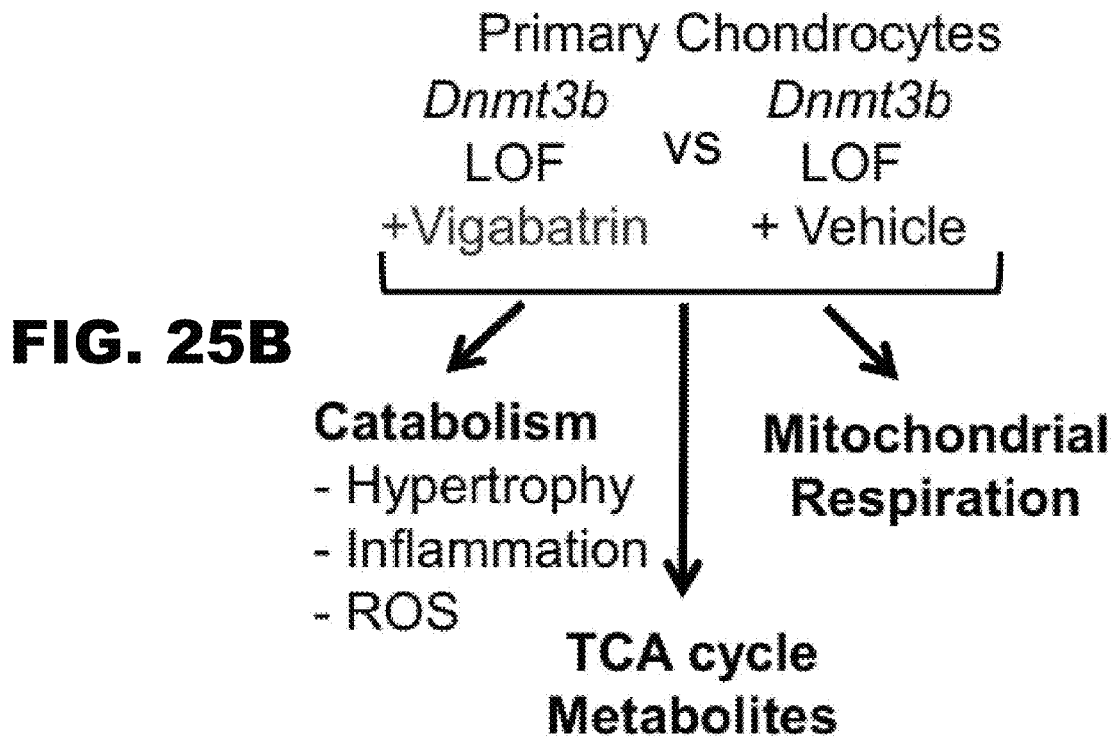 Primary Chondrocytes
Dnmt3b
LOF
+Vigabatrin
vs
Dnmt3b
LOF
+ Vehicle
FIG. 25B
Catabolism
- Hypertrophy
- Inflammation
- ROS
TCA cycle
Metabolites
Mitochondrial
Respiration